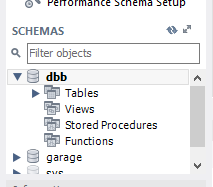 Performance Schema Setup
SCHEMAS
Filter objects
dbb
Tables
Views
Stored Procedures
Functions
garage
sys